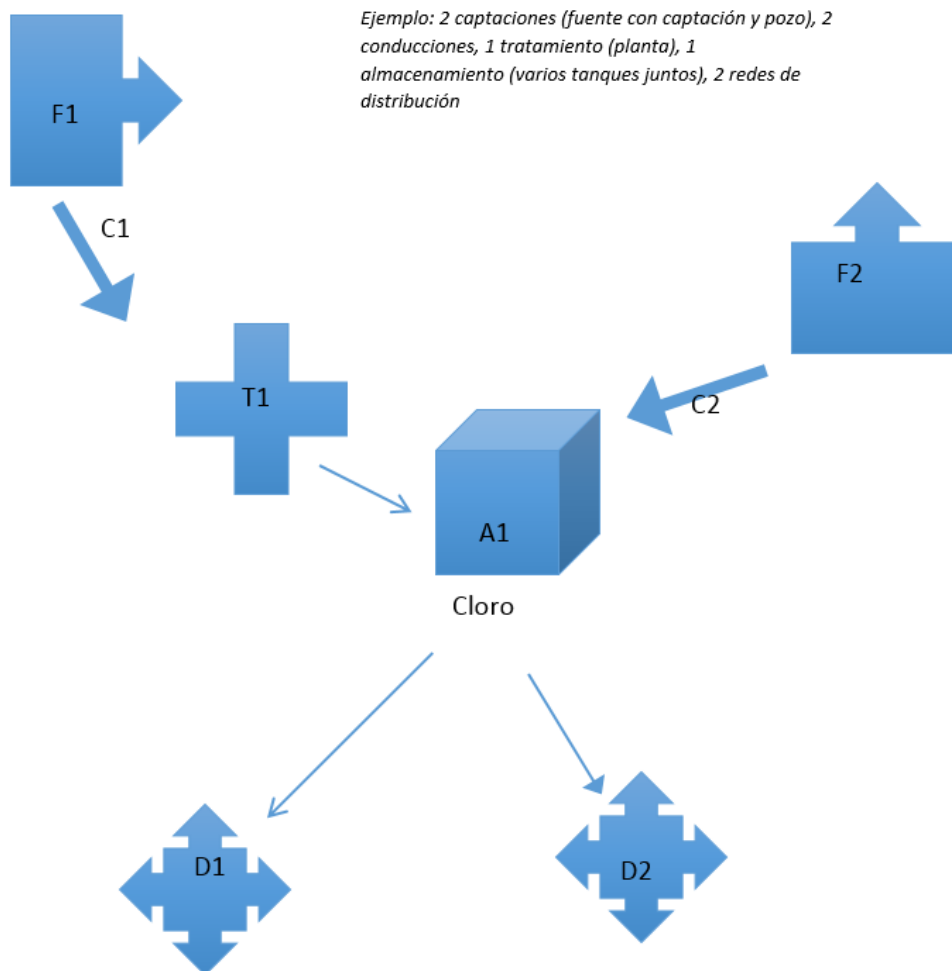 Ejemplo: 2 captaciones (fuente con captación y pozo), 2
conducciones, 1 tratamiento (planta), 1
almacenamiento (varios tanques juntos), 2 redes de
distribución
F1
C1
F2
T1
C2
A1
Cloro
D1
D2